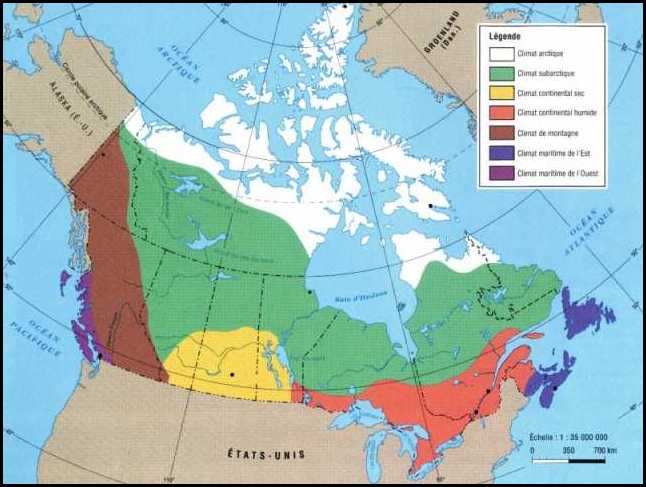 Légende
Climat arctique
Climat subarctique
Climat continental sec
Climat continental humide
Climat de montagne
Climat maritime de l'Est
Climat maritime de l'Ouest
OCÉAN
ARCTIQUE
GROENLAND
(Dan.)
Cercle polaire arctique
ALASKA (É.-U.)
OCÉAN
ATLANTIQUE
Baie d'Hudson
OCÉAN
PACIFIQUE
ÉTATS-UNIS
Échelle : 1 : 35 000 000
0 350 700 km